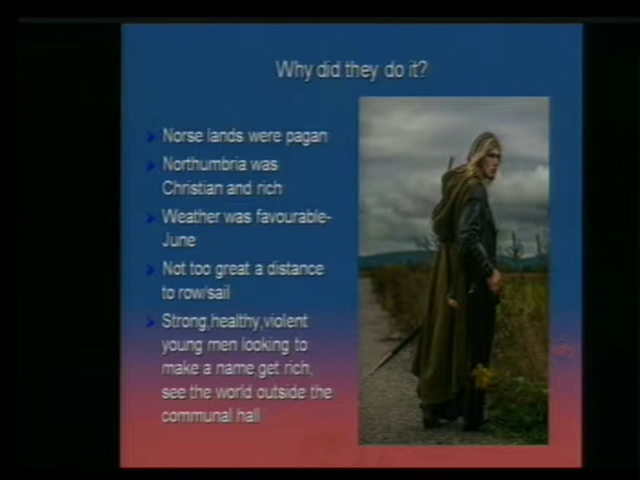 Why did they do it?
Norse lands were pagan
Northumbria was
Christian and rich
Weather was favourable-
June
Not too great a distance
to row/sail
Strong,healthy,violent
young men looking to
make a name,get rich,
see the world outside the
communal hall